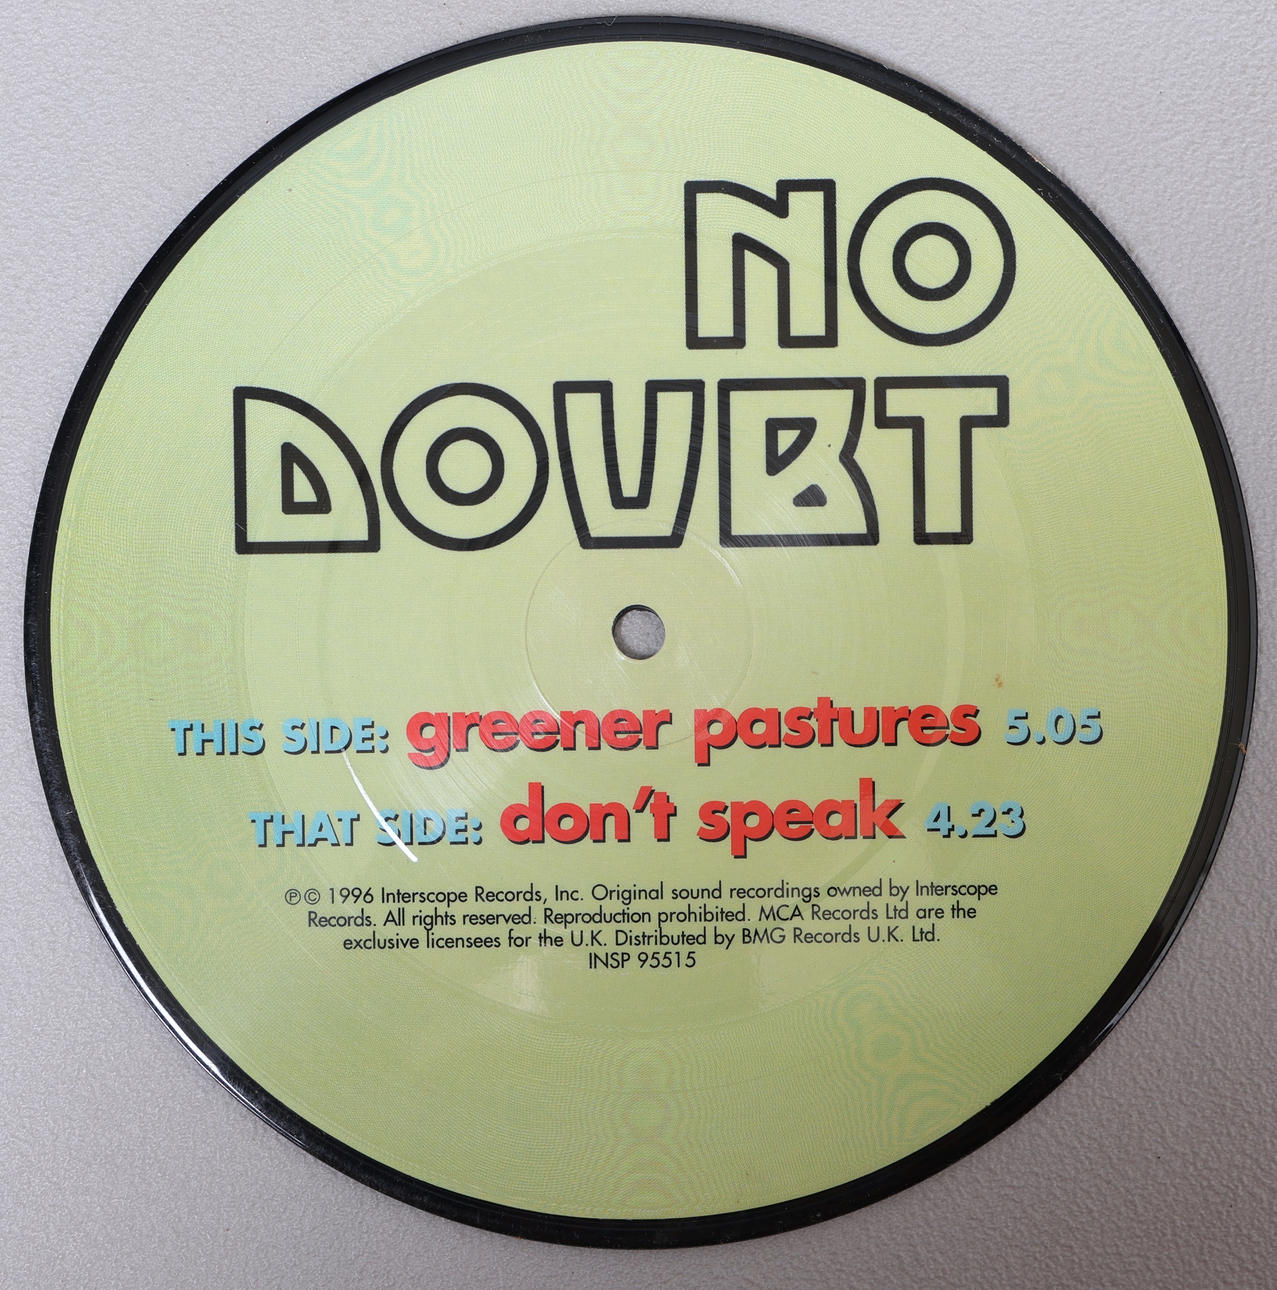 NO
DOUBT
THIS SIDE: greener pastures 5.05
THAT SIDE: don't speak 4.23
℗© 1996 Interscope Records, Inc. Original sound recordings owned by Interscope
Records. All rights reserved. Reproduction prohibited. MCA Records Ltd are the
exclusive licensees for the U.K. Distributed by BMG Records U.K. Ltd.
INSP 95515